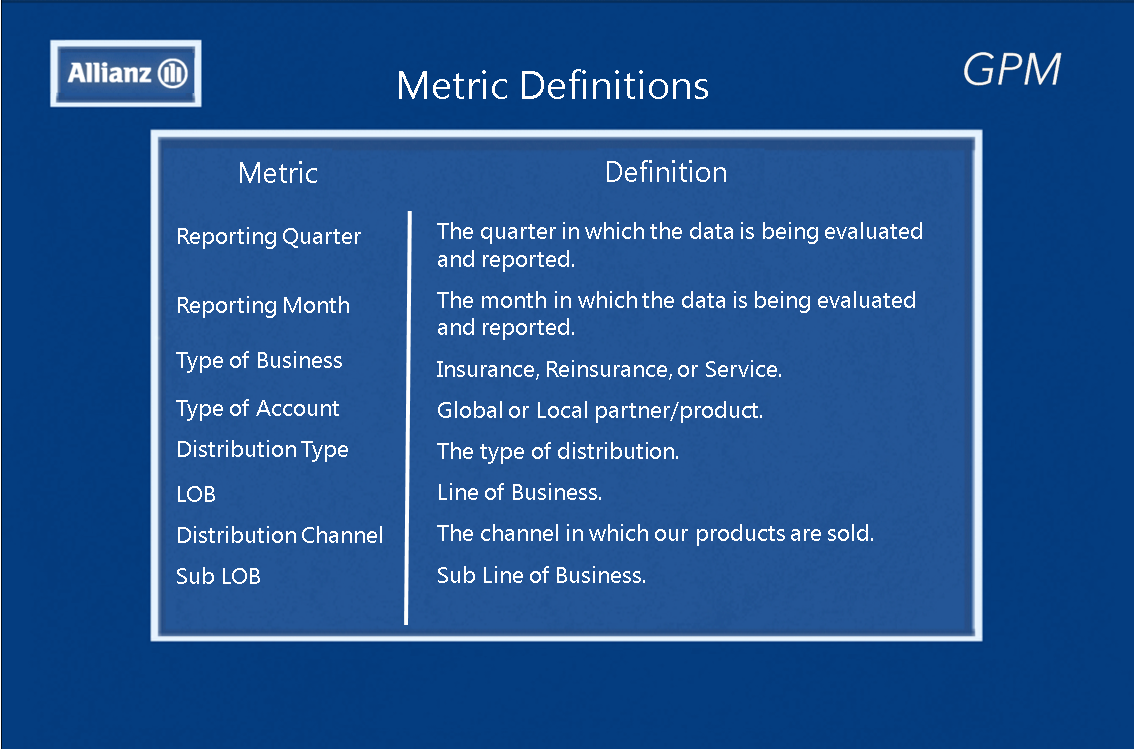 Allianz
Metric Definitions
GPM
Metric
Definition
Reporting Quarter
The quarter in which the data is being evaluated
and reported.
Reporting Month
The month in which the data is being evaluated
and reported.
Type of Business
Insurance, Reinsurance, or Service.
Type of Account
Global or Local partner/product.
Distribution Type
The type of distribution.
LOB
Line of Business.
Distribution Channel
The channel in which our products are sold.
Sub LOB
Sub Line of Business.